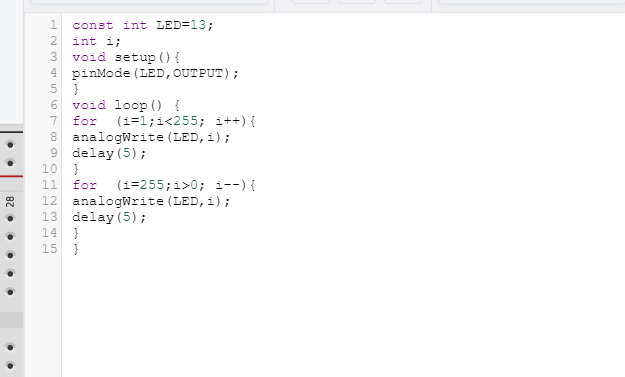 1 const int LED=13;
2 int i;
3 void setup(){
4 pinMode(LED,OUTPUT);
5 }
6 void loop() {
7 for  (i=1;i<255; i++){
8 analogWrite(LED,i);
9 delay(5);
10 }
11 for  (i=255;i>0; i--){
12 analogWrite(LED,i);
13 delay(5);
14 }
15 }
28